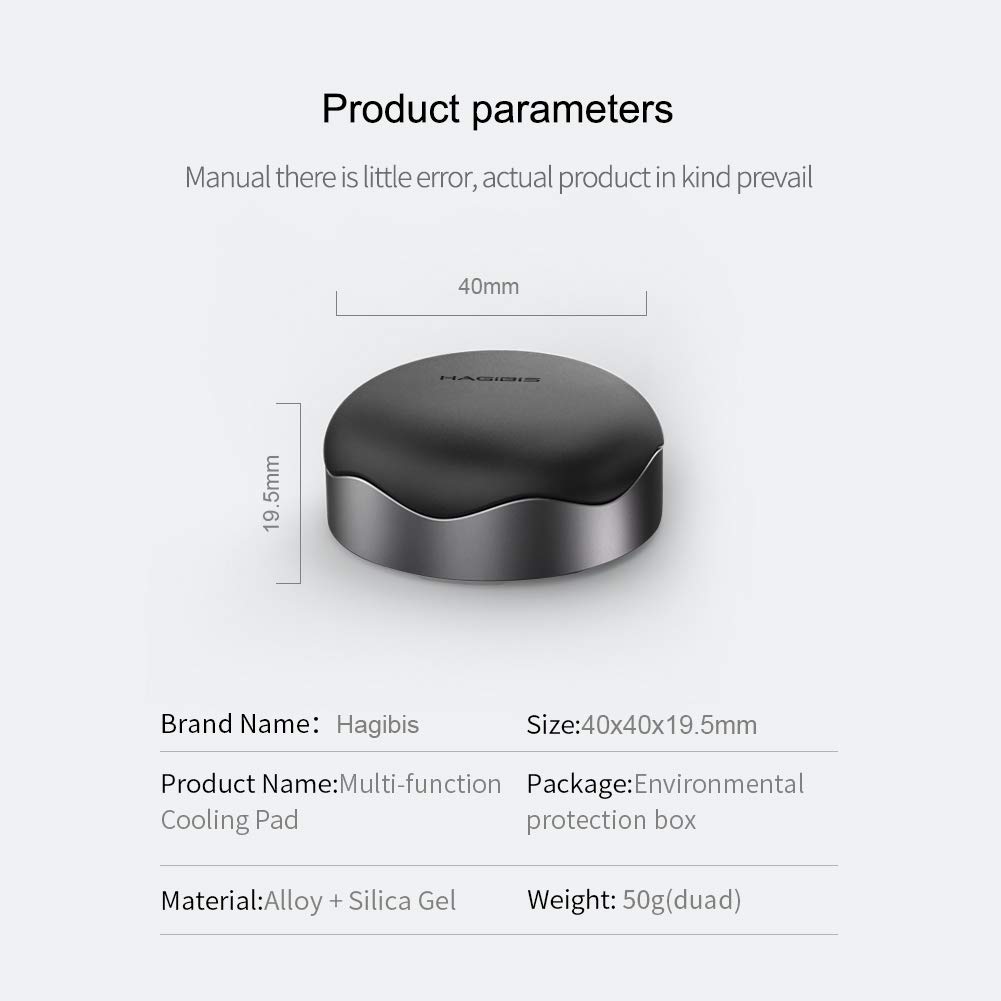 Product parameters
Manual there is little error, actual product in kind prevail
40mm
HAGIBIS
19.5mm
Brand Name: Hagibis
Size:40x40x19.5mm
Product Name:Multi-function
Cooling Pad
Package:Environmental
protection box
Material:Alloy + Silica Gel
Weight: 50g(duad)